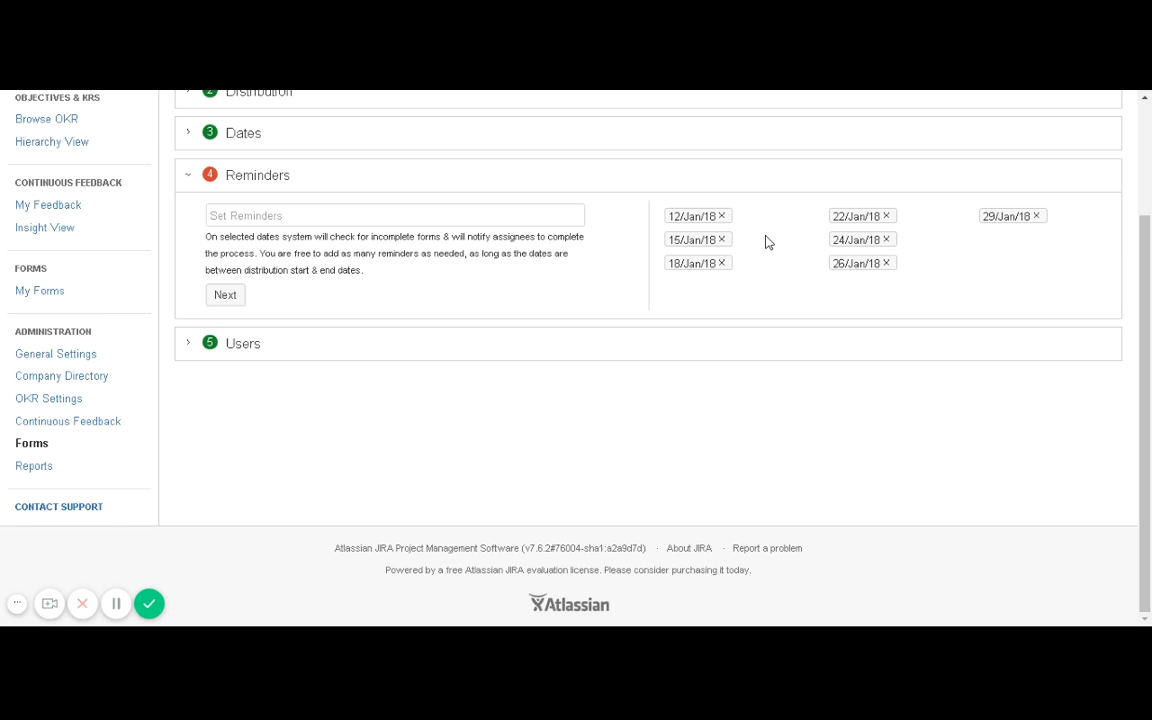 OBJECTIVES & KRS
Browse OKR
Hierarchy View
CONTINUOUS FEEDBACK
My Feedback
Insight View
FORMS
My Forms
ADMINISTRATION
General Settings
Company Directory
OKR Settings
Continuous Feedback
Forms
Reports
CONTACT SUPPORT
2 Distribution
3 Dates
4 Reminders
Set Reminders
On selected dates system will check for incomplete forms & will notify assignees to complete
the process. You are free to add as many reminders as needed, as long as the dates are
between distribution start & end dates.
Next
12/Jan/18 × 22/Jan/18 × 29/Jan/18 ×
15/Jan/18 × 24/Jan/18 ×
18/Jan/18 × 26/Jan/18 ×
5 Users
Atlassian JIRA Project Management Software (v7.6.2#76004-sha1:a2a9d7d) · About JIRA · Report a problem
Powered by a free Atlassian JIRA evaluation license. Please consider purchasing it today.
Atlassian